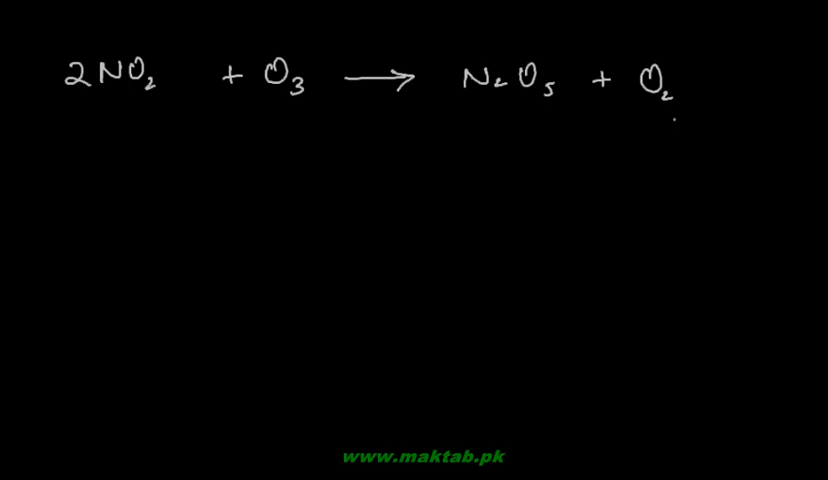 2NO₂ + O₃ → N₂O₅ + O₂
www.maktab.pk